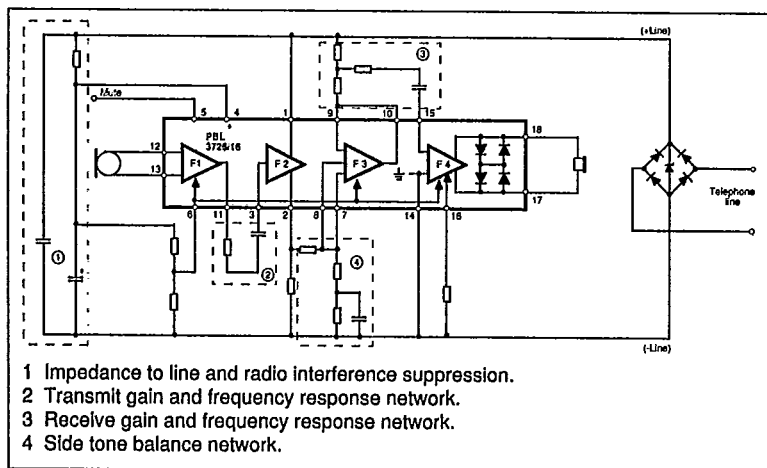 (+Line)
③
Mute
5 4 1 9 10 15
PBL
3726/16
18
12
F1 F2 F3 F4
13
17
Telephone
line
6 11 3 2 8 7 14 16
① ② ④
(-Line)
1 Impedance to line and radio interference suppression.
2 Transmit gain and frequency response network.
3 Receive gain and frequency response network.
4 Side tone balance network.